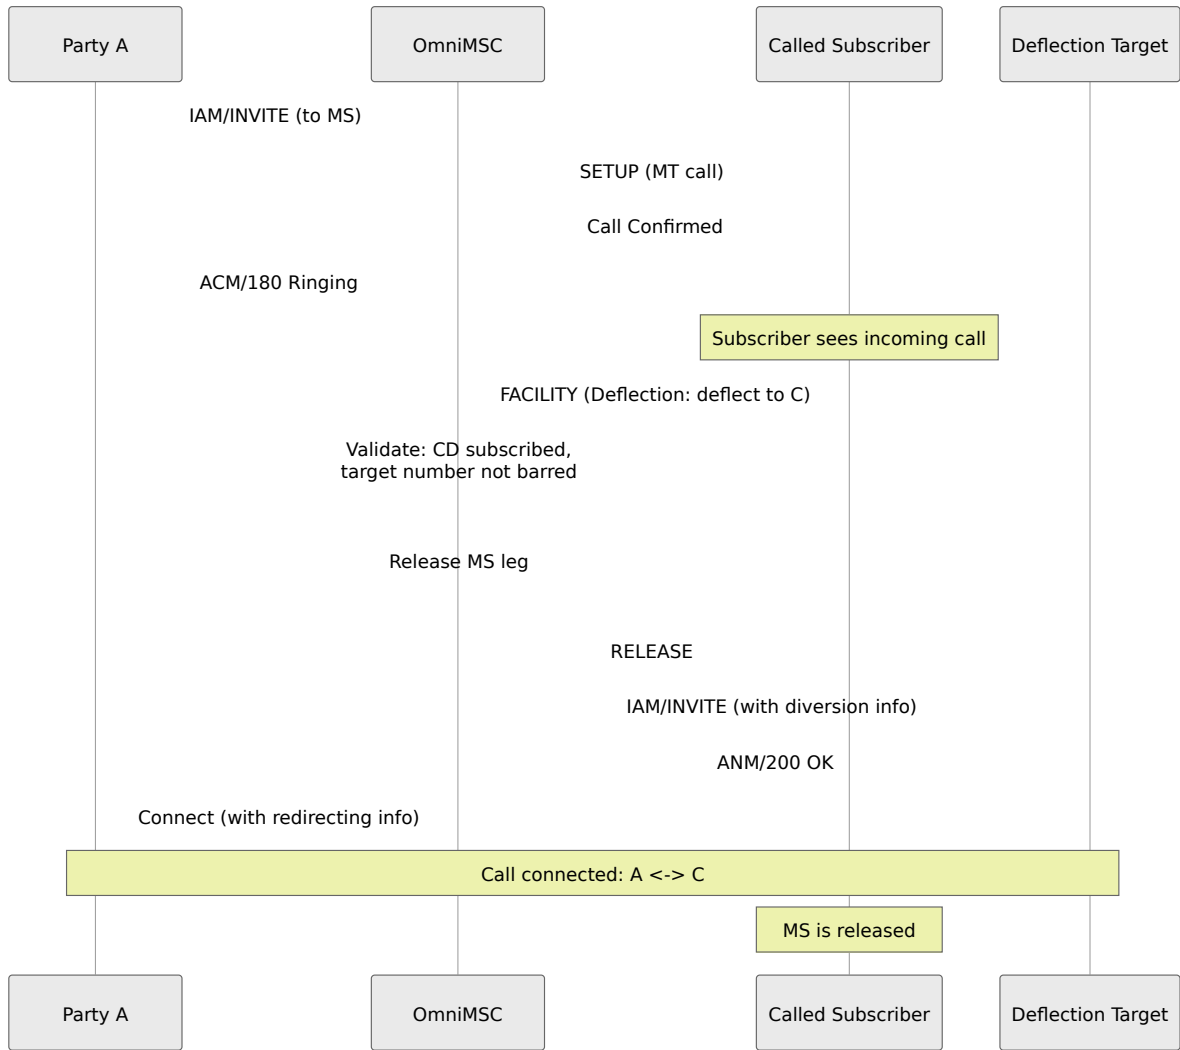 Party A
OmniMSC
Called Subscriber
Deflection Target
IAM/INVITE (to MS)
SETUP (MT call)
Call Confirmed
ACM/180 Ringing
Subscriber sees incoming call
FACILITY (Deflection: deflect to C)
Validate: CD subscribed,
target number not barred
Release MS leg
RELEASE
IAM/INVITE (with diversion info)
ANM/200 OK
Connect (with redirecting info)
Call connected: A <-> C
MS is released
Party A
OmniMSC
Called Subscriber
Deflection Target